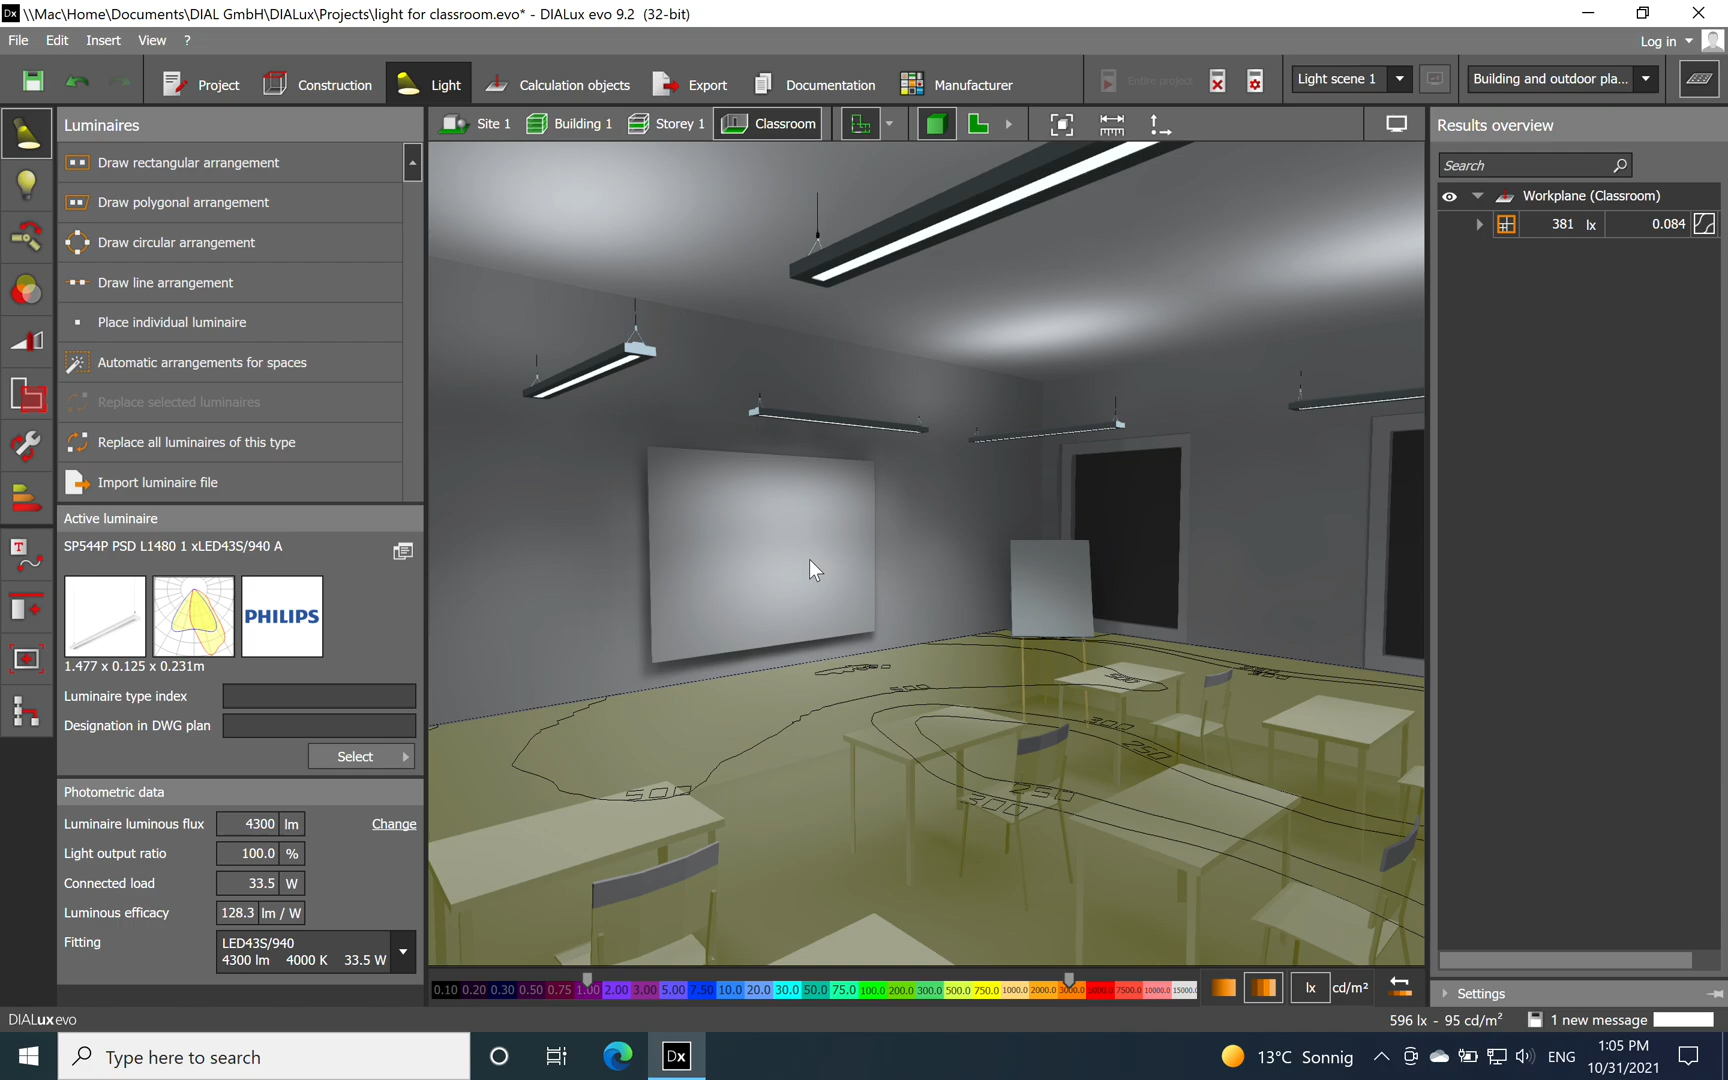 \\Mac\Home\Documents\DIAL GmbH\DIALux\Projects\light for classroom.evo* - DIALux evo 9.2 (32-bit)
File Edit Insert View ?
Log in
Project Construction Light Calculation objects Export Documentation Manufacturer Entire project Light scene 1 Building and outdoor pla...
Luminaires
Site 1 Building 1 Storey 1 Classroom
Results overview
Search
Workplane (Classroom)
381 lx 0.084
Draw rectangular arrangement
Draw polygonal arrangement
Draw circular arrangement
Draw line arrangement
Place individual luminaire
Automatic arrangements for spaces
Replace selected luminaires
Replace all luminaires of this type
Import luminaire file
Active luminaire
SP544P PSD L1480 1 xLED43S/940 A
PHILIPS
1.477 x 0.125 x 0.231m
Luminaire type index
Designation in DWG plan
Select
Photometric data
Luminaire luminous flux 4300 lm Change
Light output ratio 100.0 %
Connected load 33.5 W
Luminous efficacy 128.3 lm / W
Fitting LED43S/940
4300 lm 4000 K 33.5 W
500
300
250
300
250
0.10 0.20 0.30 0.50 0.75 1.00 2.00 3.00 5.00 7.50 10.0 20.0 30.0 50.0 75.0 100.0 200.0 300.0 500.0 750.0 1000.0 2000.0 3000.0 5000.0 7500.0 10000.0 15000.0
lx cd/m²
Settings
DIALux evo
596 lx - 95 cd/m² 1 new message
Type here to search
Dx
13°C Sonnig
ENG
1:05 PM
10/31/2021